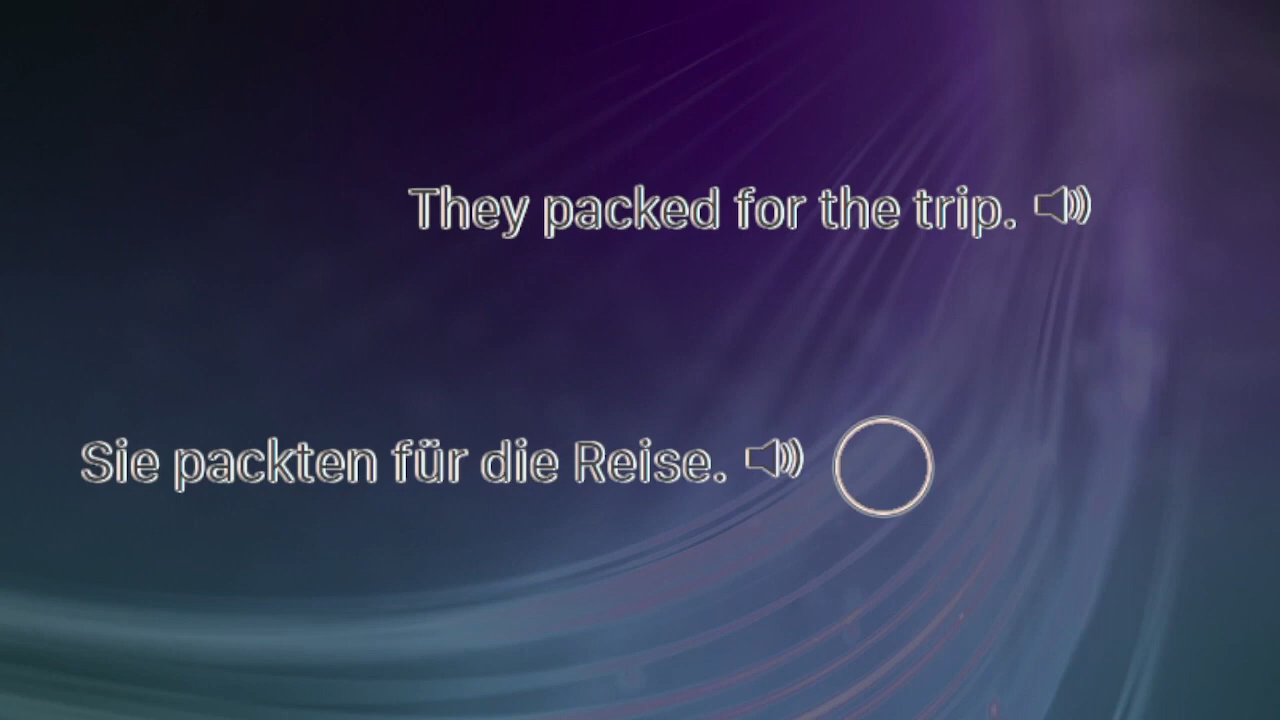 They packed for the trip.
Sie packten für die Reise.